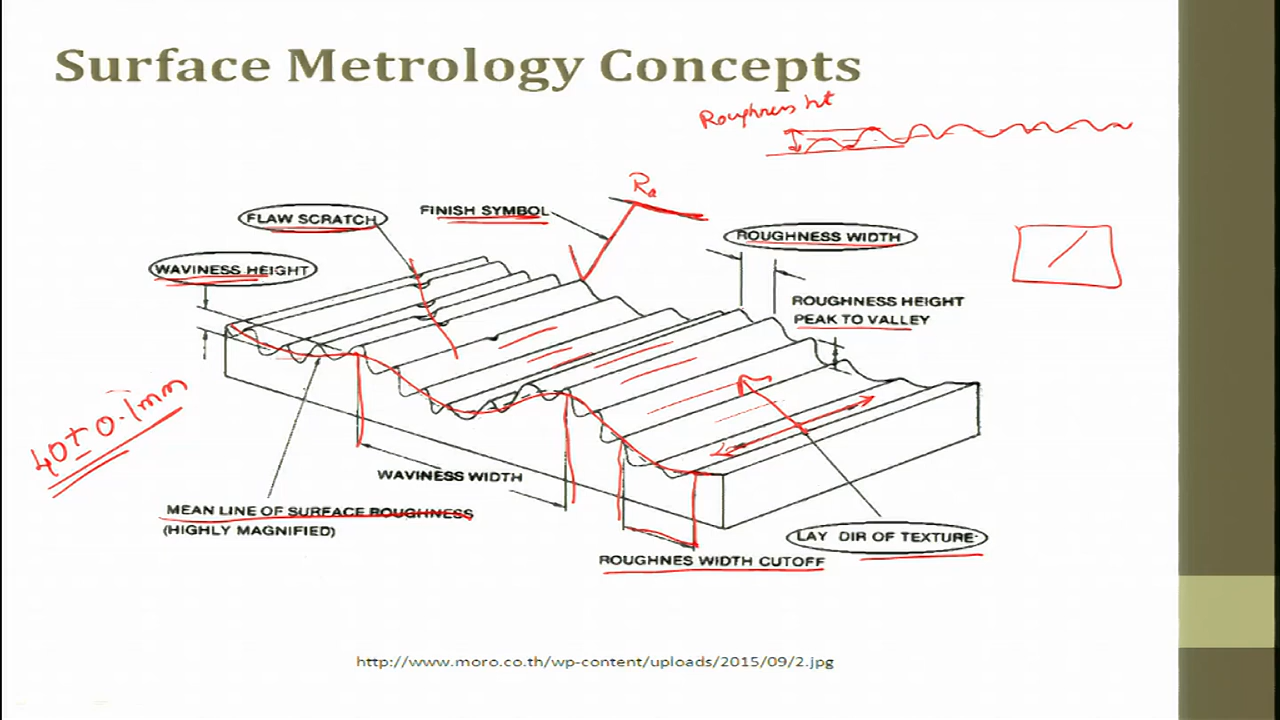 Surface Metrology Concepts
Roughness ht
Ra
FLAW SCRATCH
FINISH SYMBOL
ROUGHNESS WIDTH
WAVINESS HEIGHT
ROUGHNESS HEIGHT
PEAK TO VALLEY
40± 0.1mm
WAVINESS WIDTH
MEAN LINE OF SURFACE ROUGHNESS
(HIGHLY MAGNIFIED)
LAY DIR OF TEXTURE
ROUGHNES WIDTH CUTOFF
http://www.moro.co.th/wp-content/uploads/2015/09/2.jpg